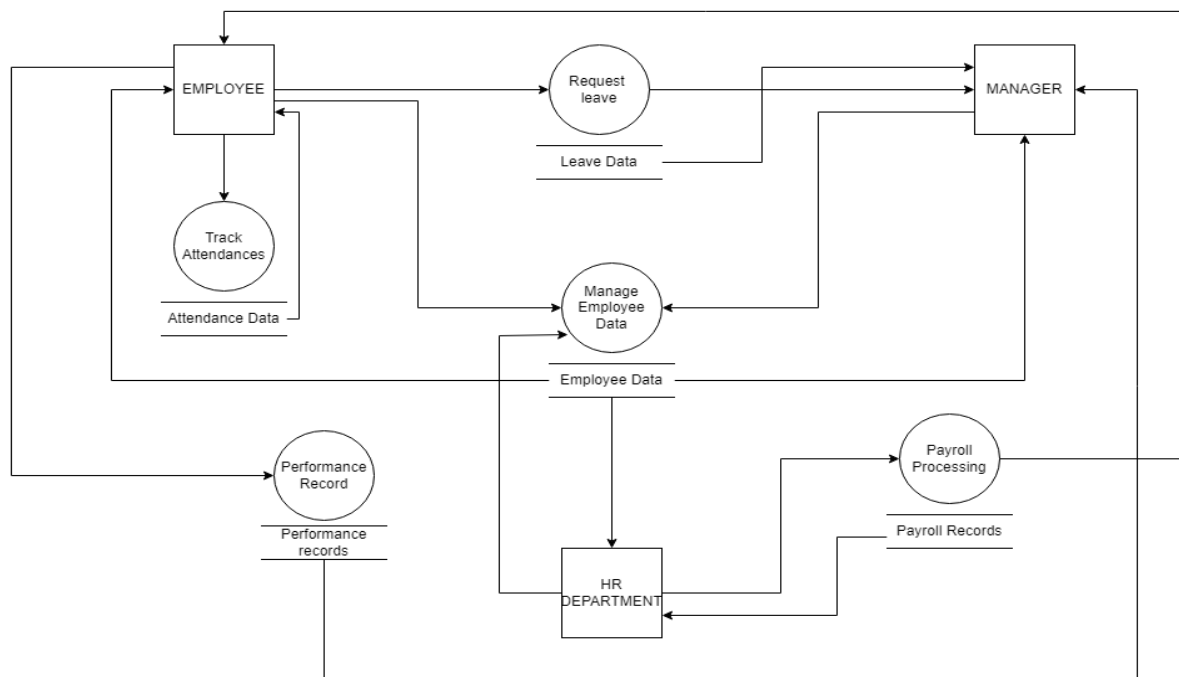 EMPLOYEE
Request
leave
MANAGER
Leave Data
Track
Attendances
Attendance Data
Manage
Employee
Data
Employee Data
Performance
Record
Performance
records
Payroll
Processing
Payroll Records
HR
DEPARTMENT